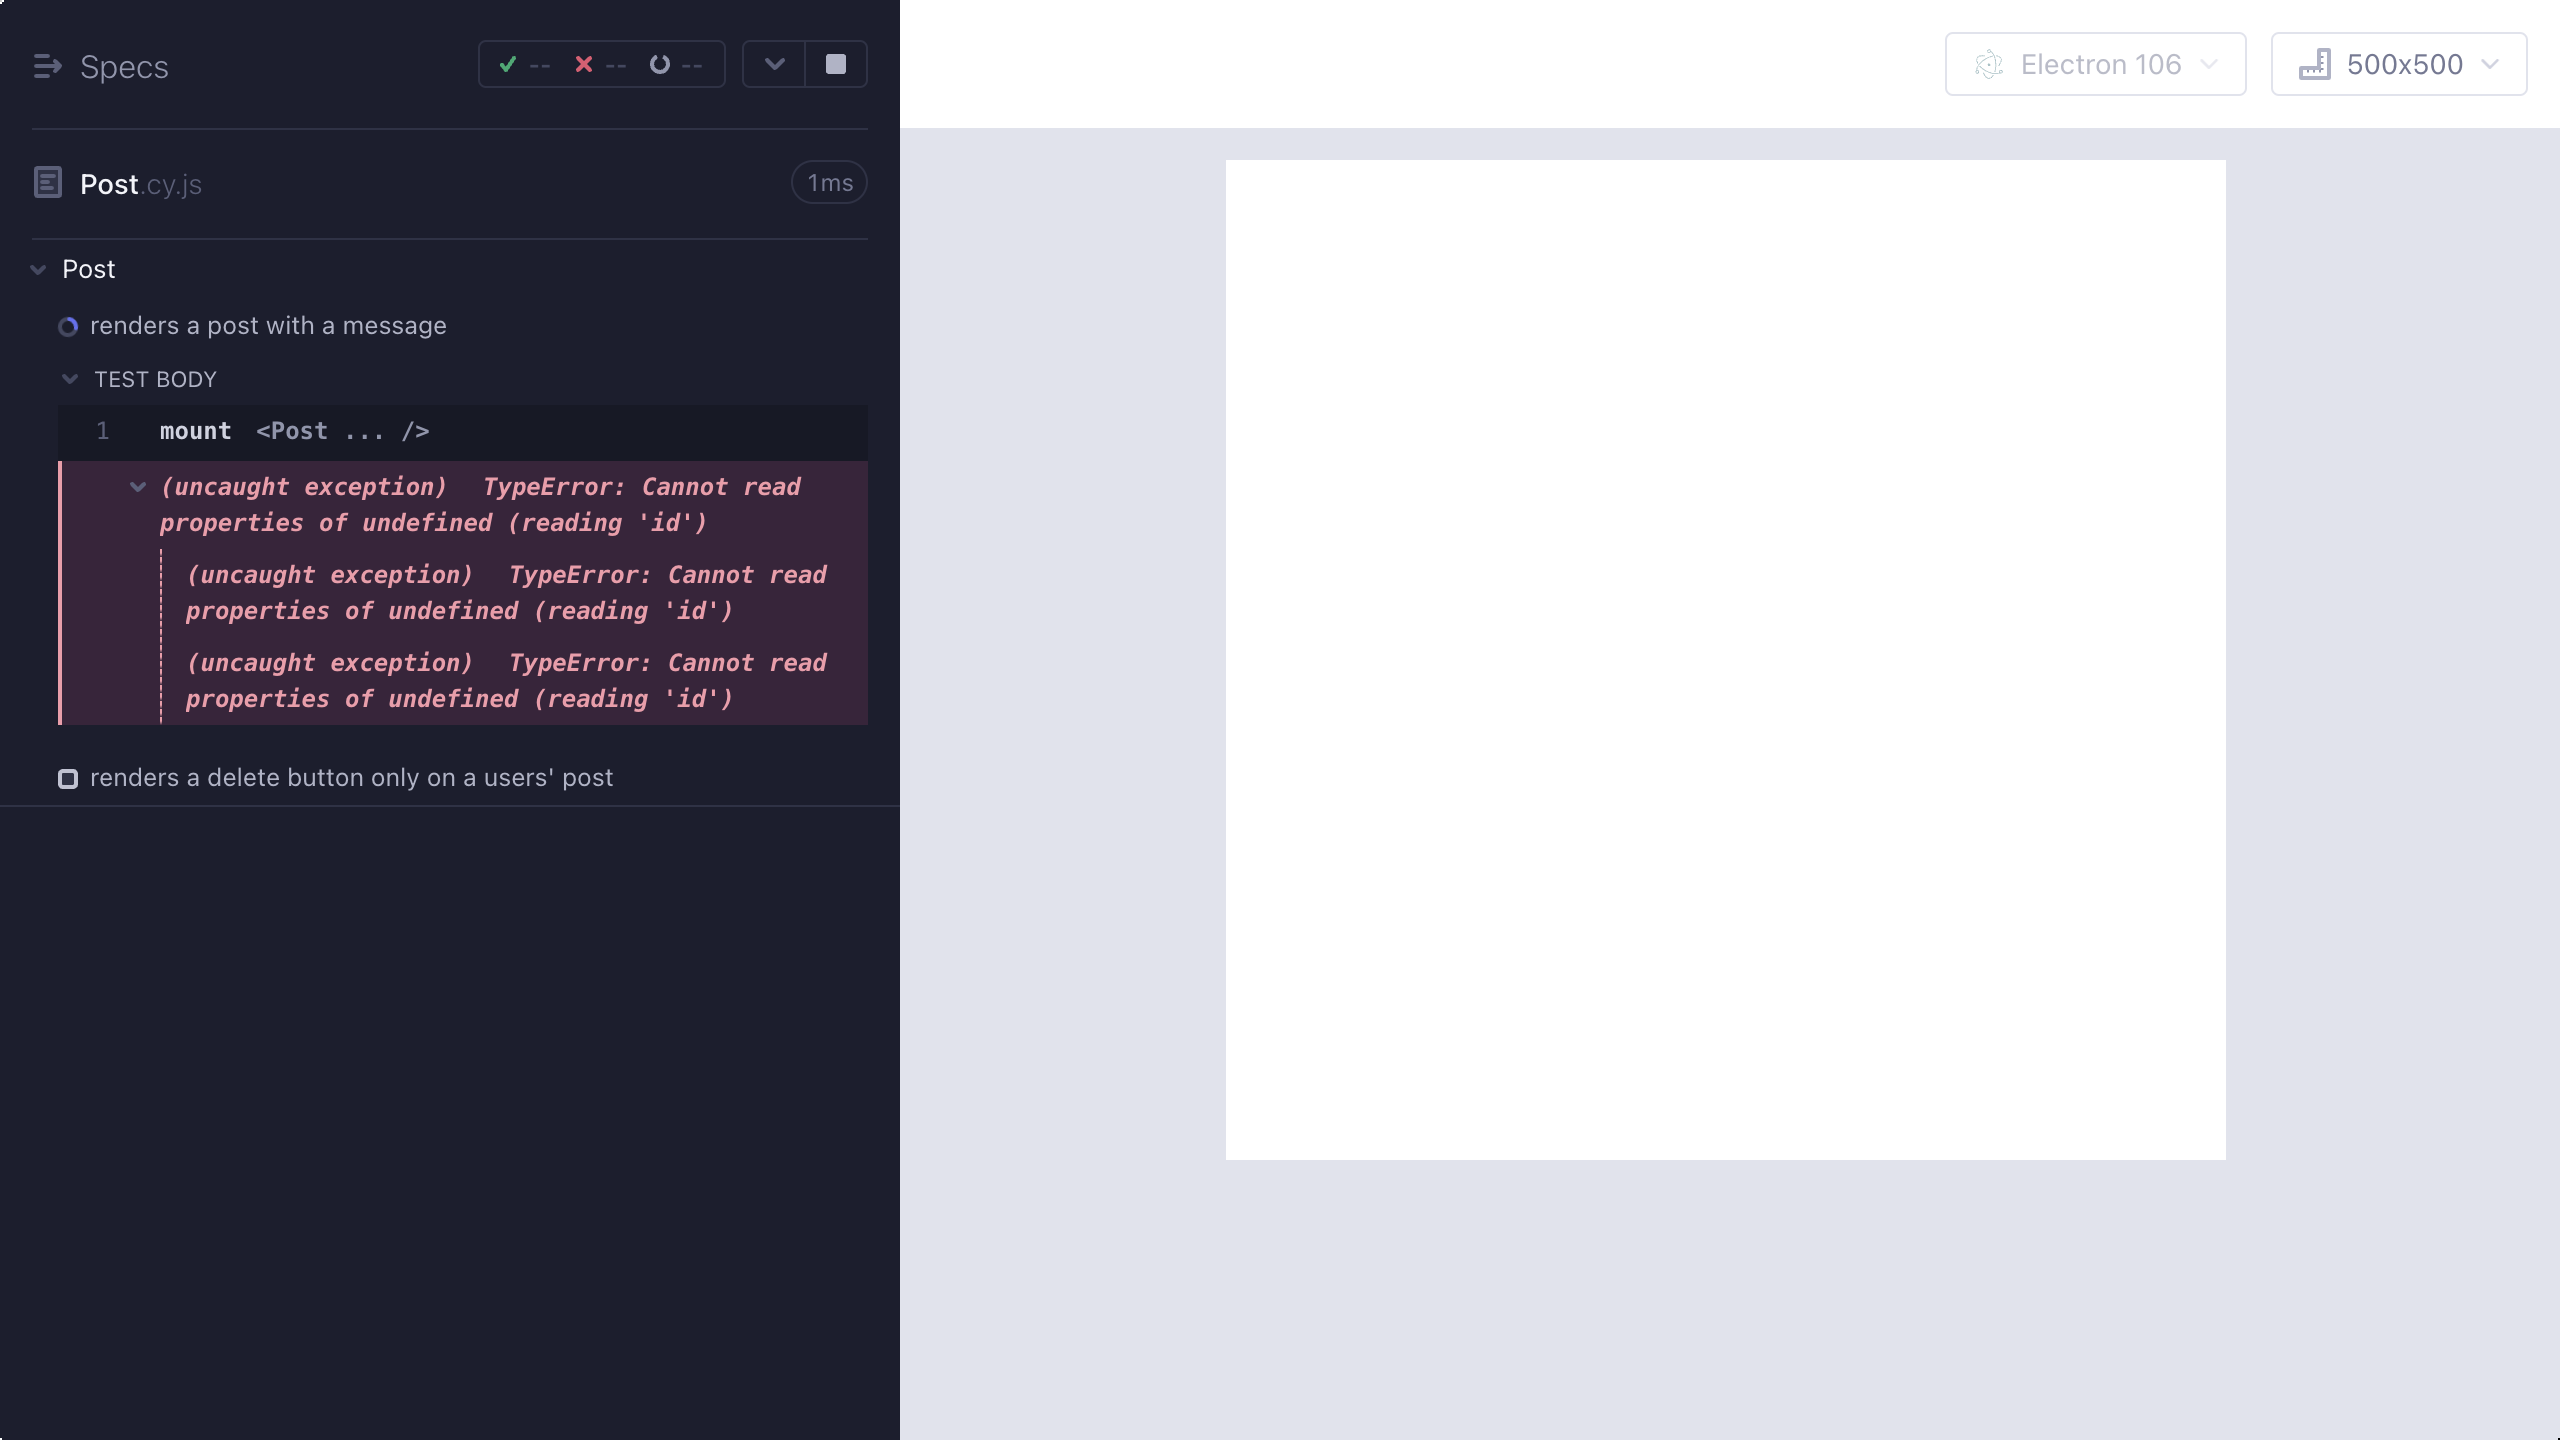 Specs
-- -- --
Electron 106
500x500
Post.cy.js
1ms
Post
renders a post with a message
TEST BODY
1 mount <Post ... />
(uncaught exception) TypeError: Cannot read
properties of undefined (reading 'id')
(uncaught exception) TypeError: Cannot read
properties of undefined (reading 'id')
(uncaught exception) TypeError: Cannot read
properties of undefined (reading 'id')
renders a delete button only on a users' post